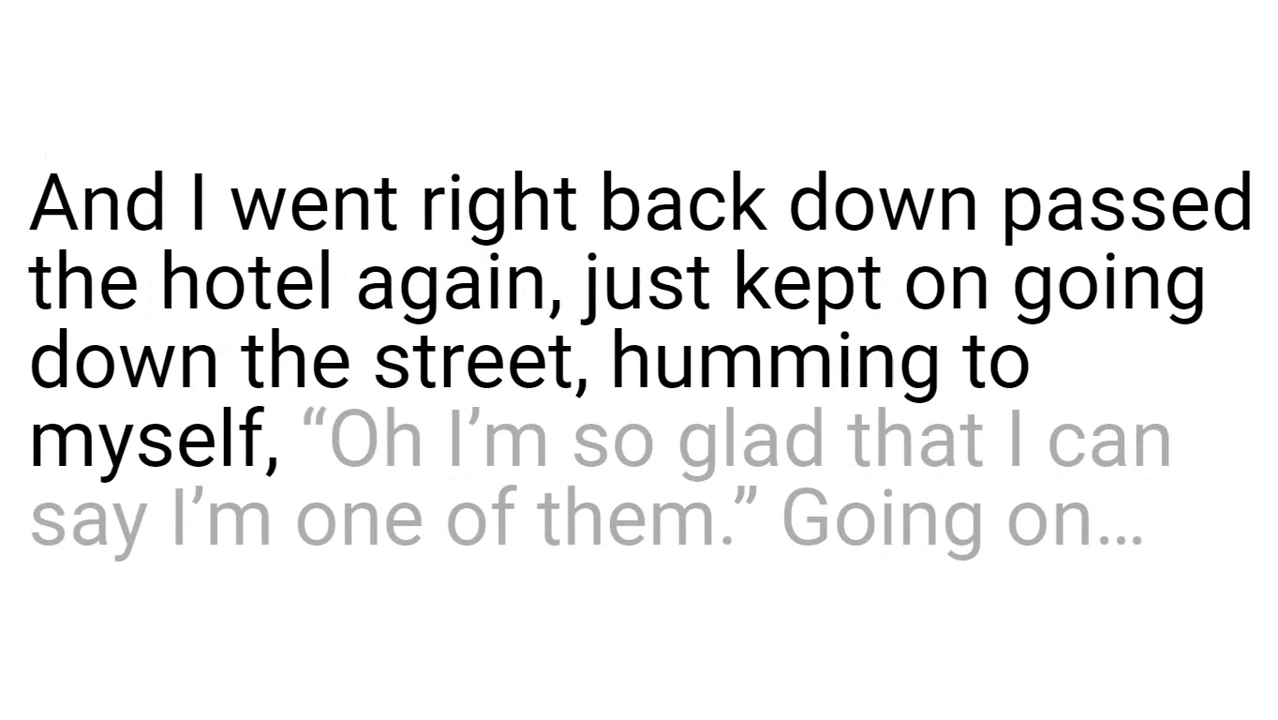 And I went right back down passed
the hotel again, just kept on going
down the street, humming to
myself, “Oh I’m so glad that I can
say I’m one of them.” Going on...